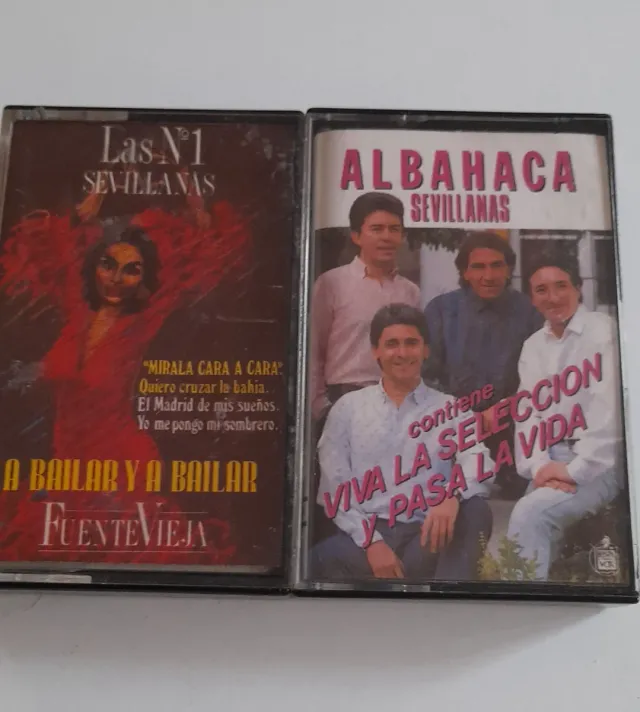 Las Nº1
SEVILLANAS
"MIRALA CARA A CARA".
Quiero cruzar la bahia.
El Madrid de mis sueños.
Yo me pongo mi sombrero.
A BAILAR Y A BAILAR
FUENTEVIEJA
ALBAHACA
SEVILLANAS
contiene
VIVA LA SELECCION
y PASA LA VIDA